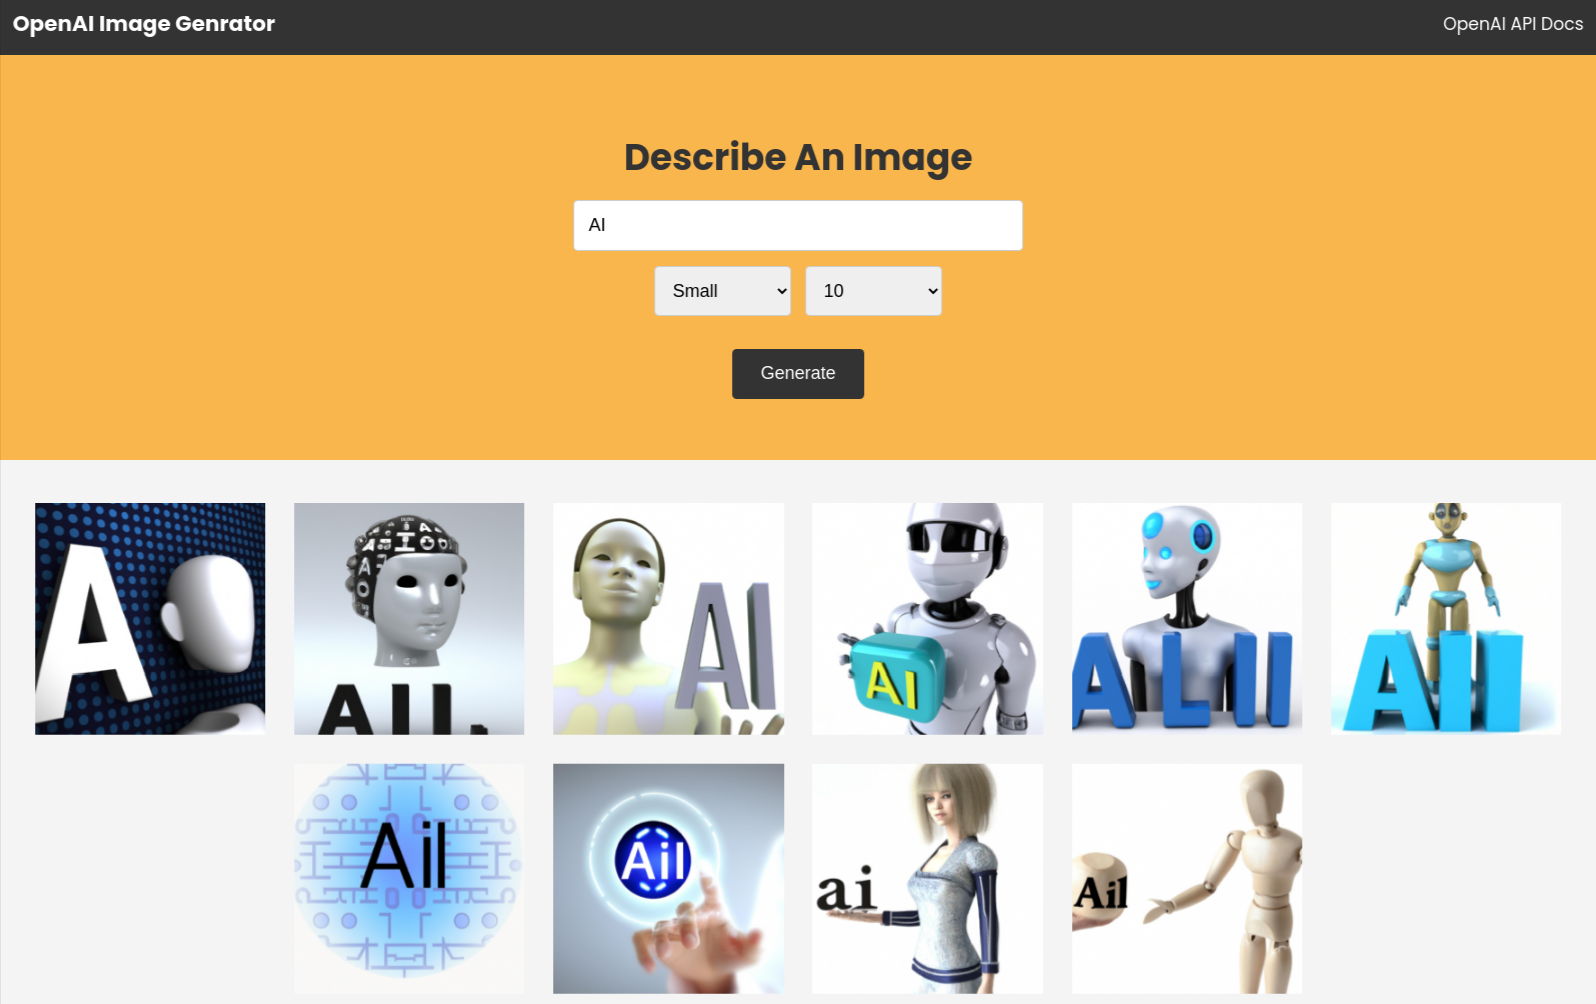 OpenAI Image Genrator
OpenAI API Docs
Describe An Image
AI
Small
10
Generate
A
AII.
AI
AI
ALII
AII
Ail
Ail
ai
Ail